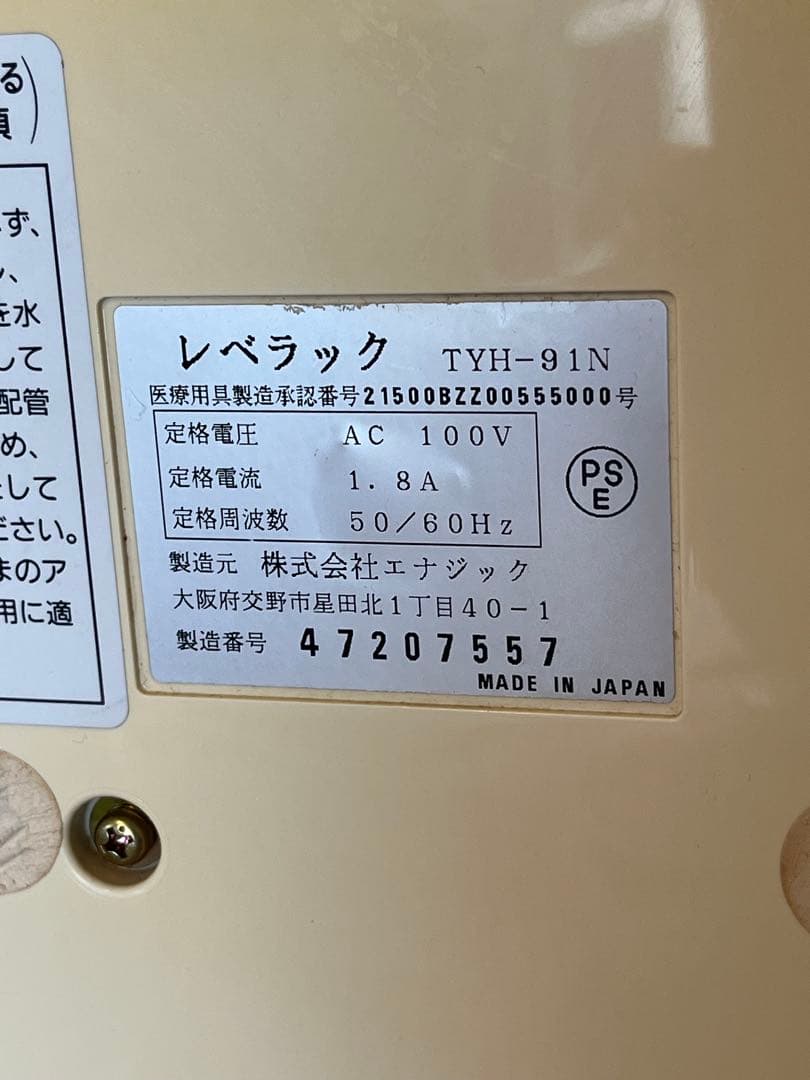 る
項
ず、
ン、
を水
して
配管
め、
として
ださい。
まのア
用に適
レベラック TYH-91N
医療用具製造承認番号21500BZZ00555000号
定格電圧 AC 100V
定格電流 1.8A
定格周波数 50/60Hz
PS
E
製造元 株式会社エナジック
大阪府交野市星田北1丁目40-1
製造番号 47207557
MADE IN JAPAN